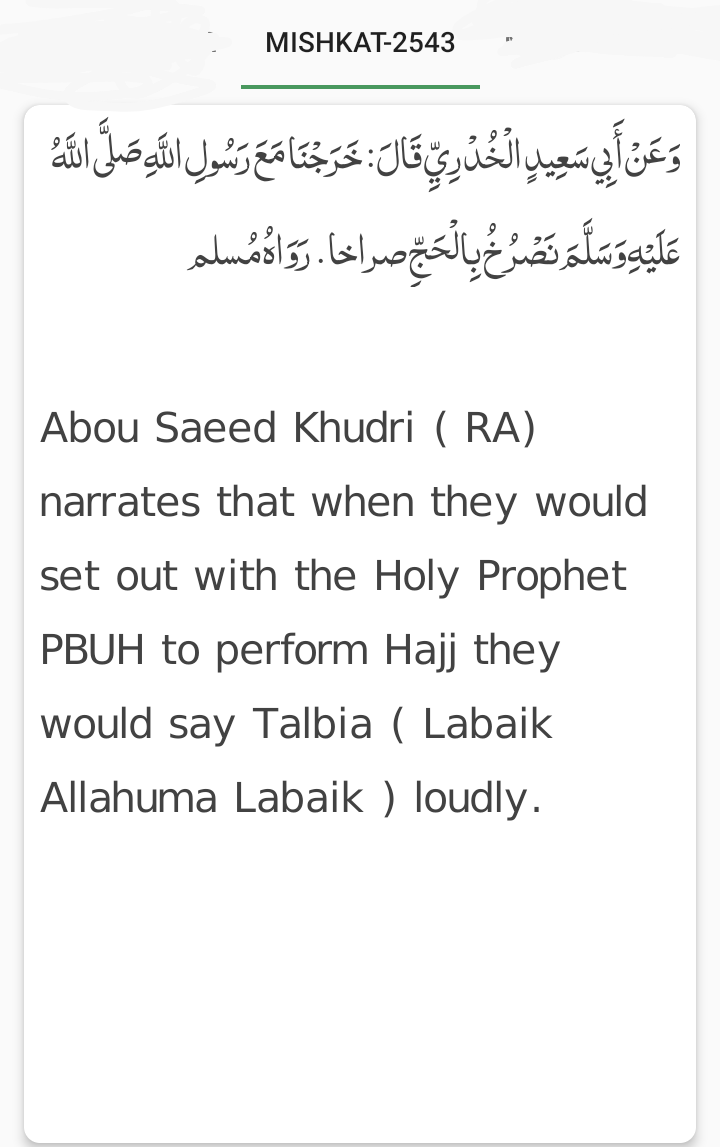 MISHKAT-2543
وَعَنْ أَبِي سَعِيدٍ الْخُدْرِيِّ قَالَ: خَرَجْنَا مَعَ رَسُولِ اللَّهِ صَلَّى اللَّهُ
عَلَيْهِ وَسَلَّمَ نَصْرُخُ بِالْحَجِّ صراخا. رَوَاهُ مُسلم
Abou Saeed Khudri ( RA)
narrates that when they would
set out with the Holy Prophet
PBUH to perform Hajj they
would say Talbia ( Labaik
Allahuma Labaik ) loudly.